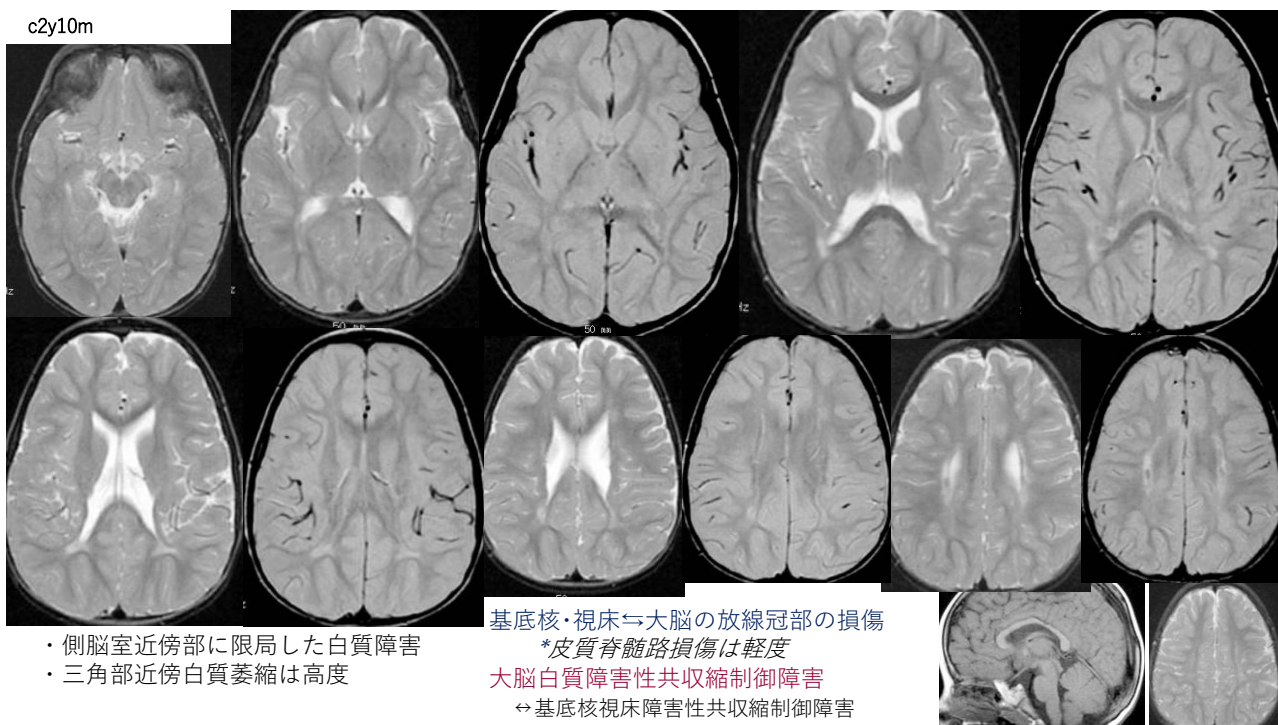 c2y10m
Hz
50 mm
50 mm
Hz
・側脳室近傍部に限局した白質障害
・三角部近傍白質萎縮は高度
基底核・視床⇔大脳の放線冠部の損傷
*皮質脊髄路損傷は軽度
大脳白質障害性共収縮制御障害
⇔基底核視床障害性共収縮制御障害